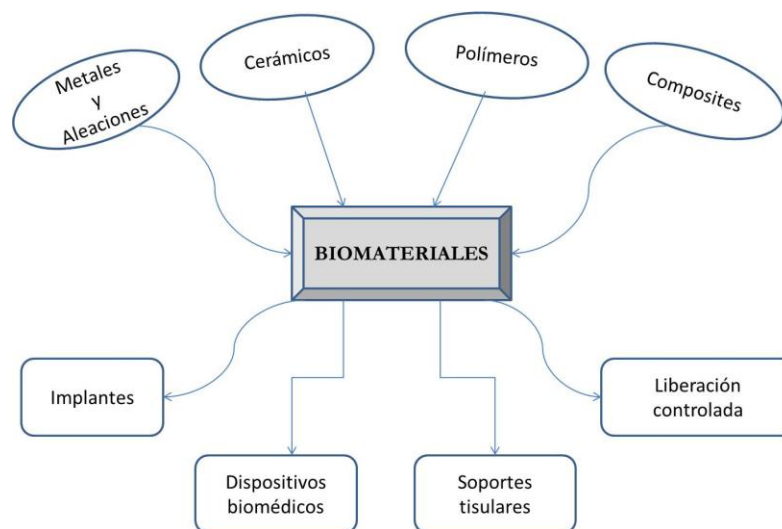 Metales
y
Aleaciones
Cerámicos
Polímeros
Composites
BIOMATERIALES
Implantes
Dispositivos
biomédicos
Soportes
tisulares
Liberación
controlada